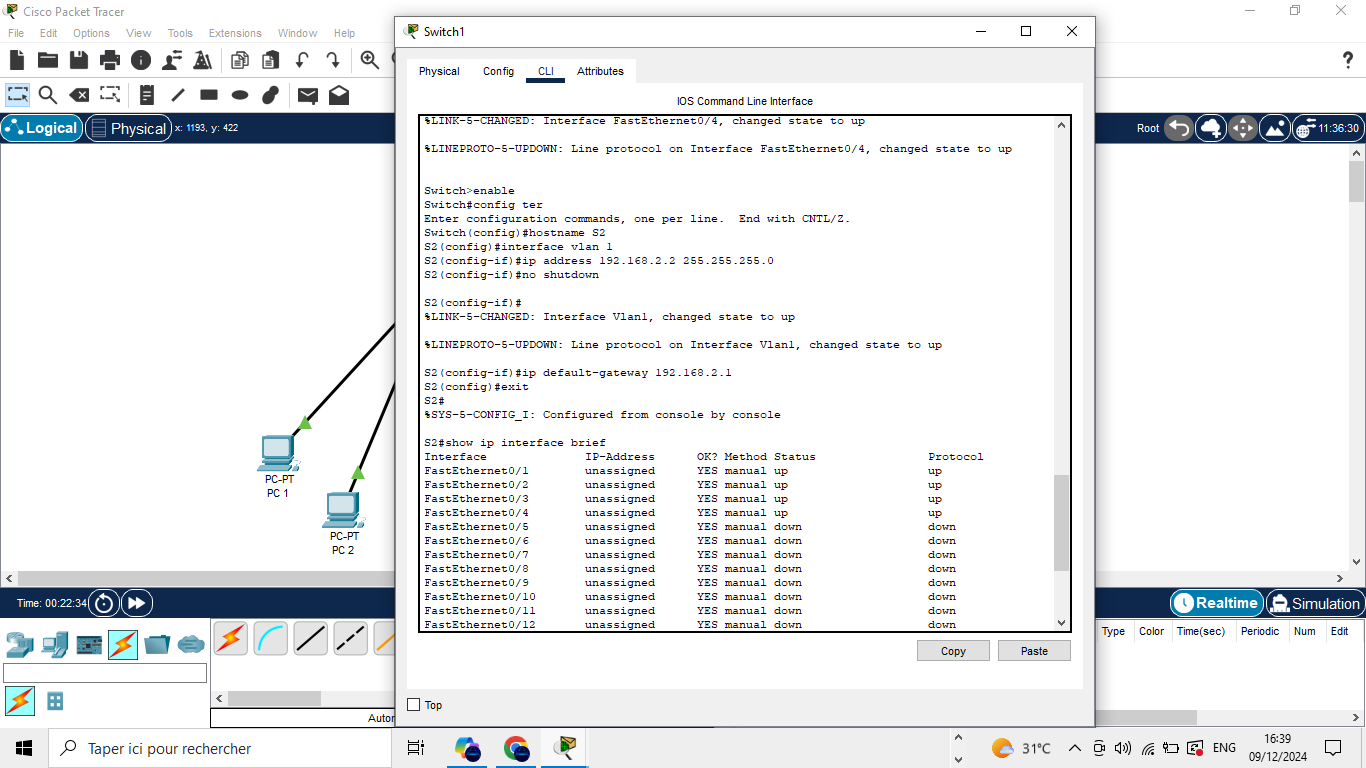 Cisco Packet Tracer
File Edit Options View Tools Extensions Window Help
Logical Physical x: 1193, y: 422
Root 11:36:30
PC-PT
PC 1
PC-PT
PC 2
Time: 00:22:34
Realtime Simulation
Type Color Time(sec) Periodic Num Edit
Switch1
Physical Config CLI Attributes
IOS Command Line Interface
%LINK-5-CHANGED: Interface FastEthernet0/4, changed state to up
%LINEPROTO-5-UPDOWN: Line protocol on Interface FastEthernet0/4, changed state to up
Switch>enable
Switch#config ter
Enter configuration commands, one per line. End with CNTL/Z.
Switch(config)#hostname S2
S2(config)#interface vlan 1
S2(config-if)#ip address 192.168.2.2 255.255.255.0
S2(config-if)#no shutdown
S2(config-if)#
%LINK-5-CHANGED: Interface Vlan1, changed state to up
%LINEPROTO-5-UPDOWN: Line protocol on Interface Vlan1, changed state to up
S2(config-if)#ip default-gateway 192.168.2.1
S2(config)#exit
S2#
%SYS-5-CONFIG_I: Configured from console by console
S2#show ip interface brief
Interface IP-Address OK? Method Status Protocol
FastEthernet0/1 unassigned YES manual up up
FastEthernet0/2 unassigned YES manual up up
FastEthernet0/3 unassigned YES manual up up
FastEthernet0/4 unassigned YES manual up up
FastEthernet0/5 unassigned YES manual down down
FastEthernet0/6 unassigned YES manual down down
FastEthernet0/7 unassigned YES manual down down
FastEthernet0/8 unassigned YES manual down down
FastEthernet0/9 unassigned YES manual down down
FastEthernet0/10 unassigned YES manual down down
FastEthernet0/11 unassigned YES manual down down
FastEthernet0/12 unassigned YES manual down down
Copy Paste
Top
Autor
Taper ici pour rechercher
31°C
ENG
16:39
09/12/2024